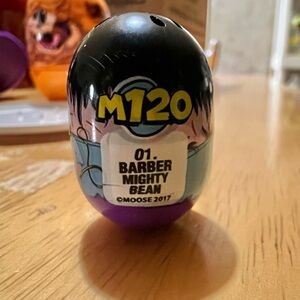 M120
01.
BARBER
MIGHTY
BEAN
©MOOSE 2017